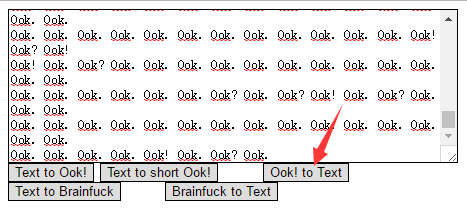 Ook. Ook.
Ook. Ook. Ook. Ook. Ook. Ook. Ook. Ook. Ook. Ook. Ook. Ook!
Ook? Ook!
Ook! Ook. Ook? Ook. Ook. Ook. Ook. Ook. Ook. Ook. Ook. Ook.
Ook. Ook.
Ook. Ook. Ook. Ook. Ook. Ook? Ook. Ook? Ook! Ook. Ook? Ook.
Ook. Ook.
Ook. Ook. Ook. Ook. Ook. Ook. Ook. Ook. Ook. Ook. Ook. Ook.
Ook. Ook.
Ook. Ook. Ook. Ook! Ook. Ook? Ook.
Text to Ook! Text to short Ook! Ook! to Text
Text to Brainfuck Brainfuck to Text